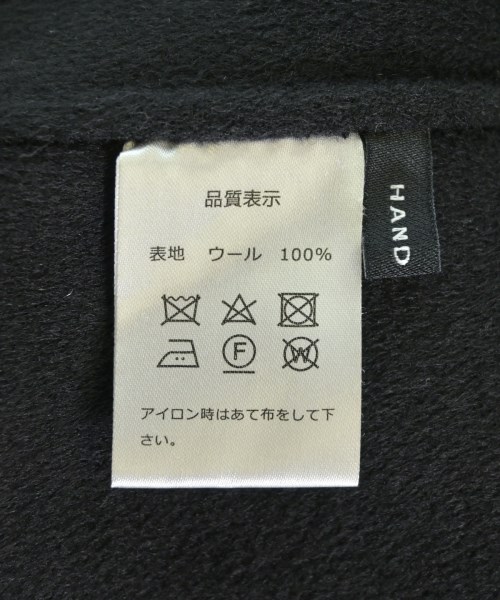 品質表示
表地 ウール 100%
F
W
アイロン時はあて布をして下
さい。
HAND